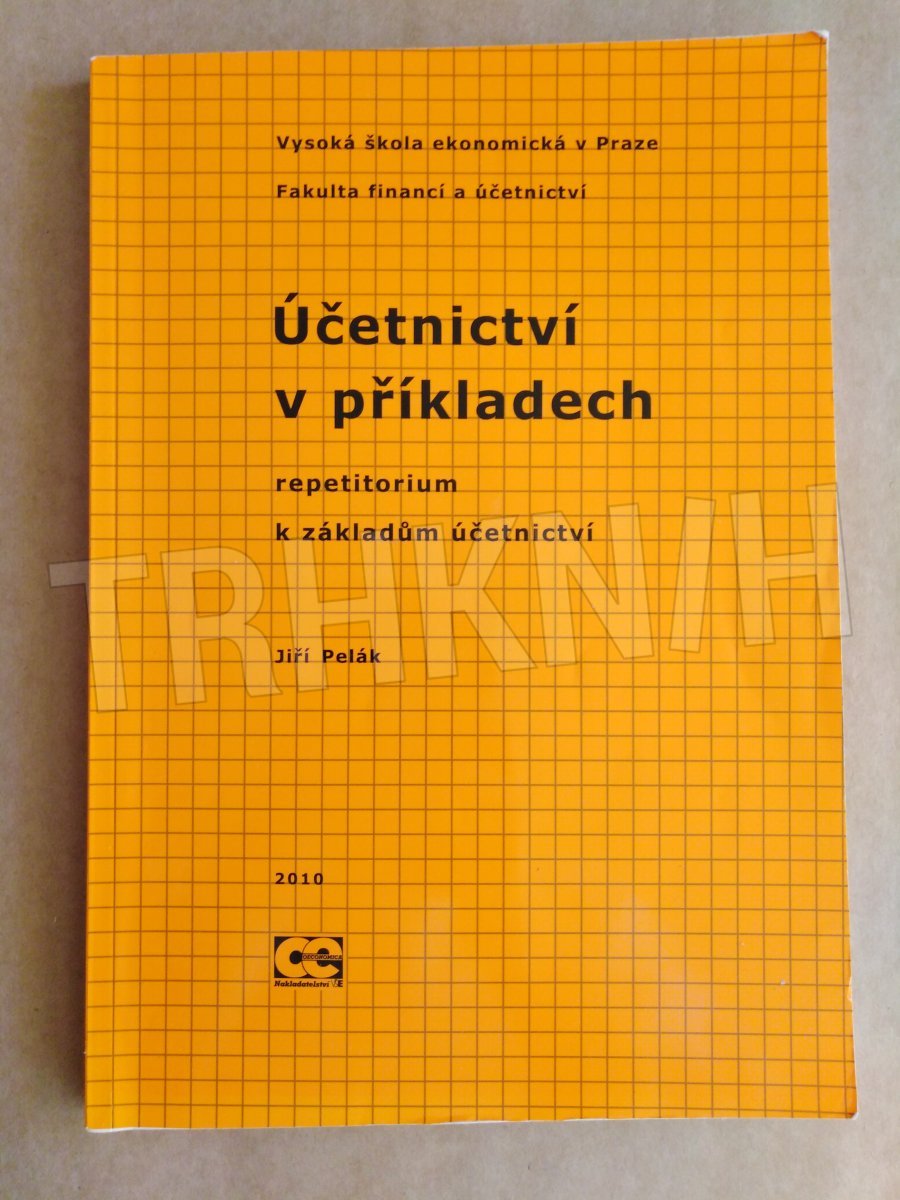 Vysoká škola ekonomická v Praze
Fakulta financí a účetnictví
Účetnictví
v příkladech
repetitorium
k základům účetnictví
TRHKNIH
Jiří Pelák
2010
oe
OECONOMICA
Nakladatelství VŠE